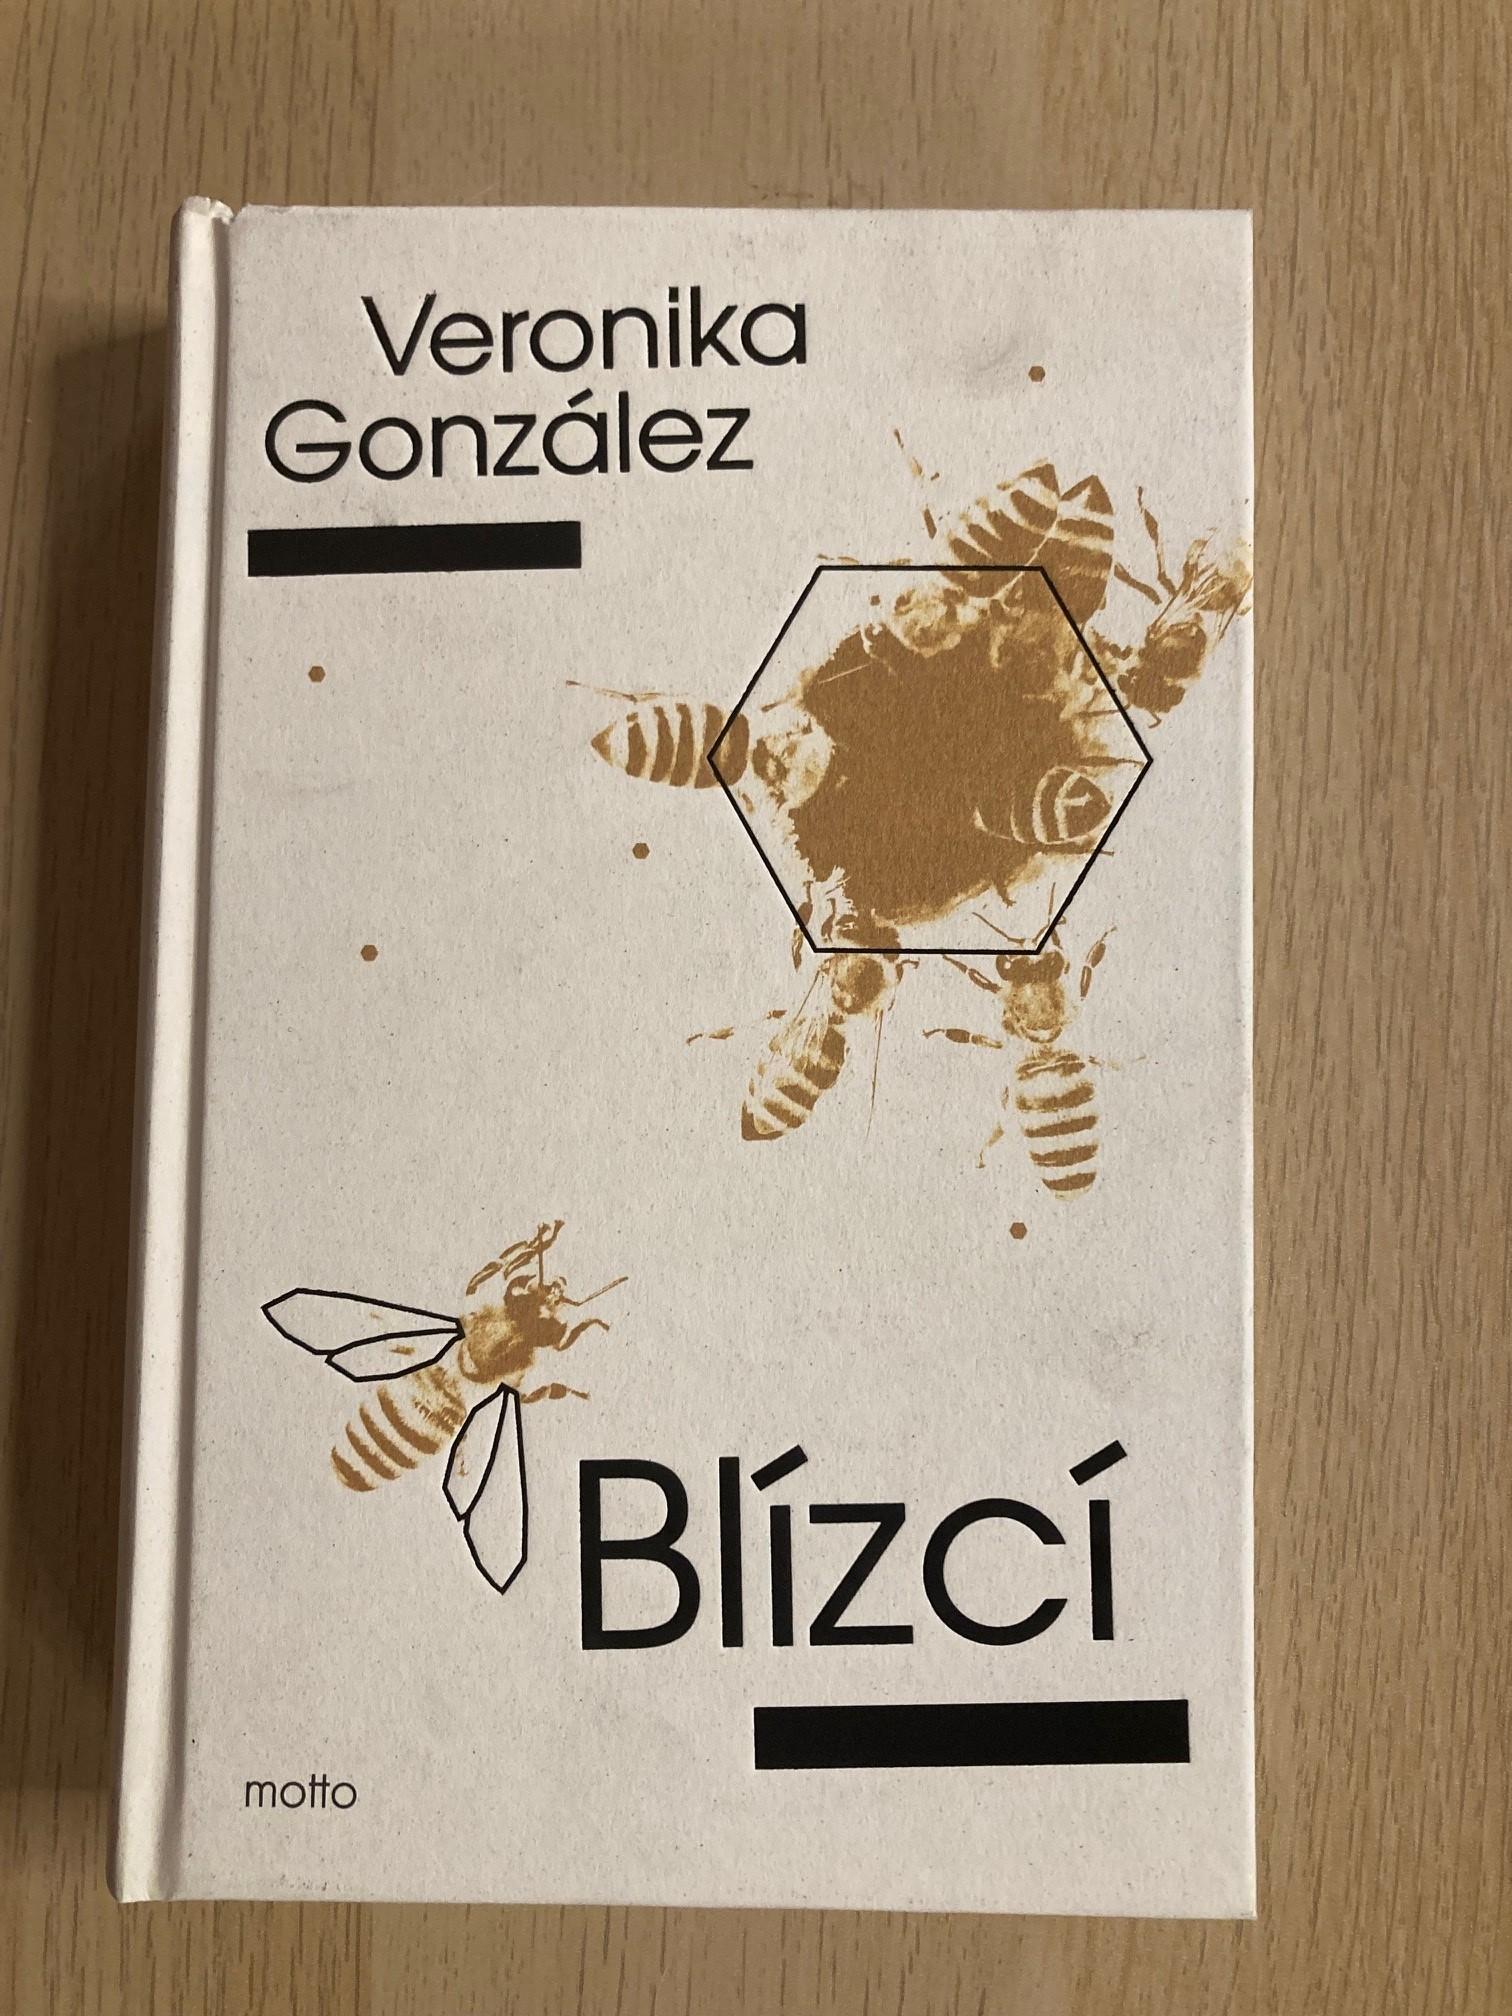 Veronika
González
Blízcí
motto